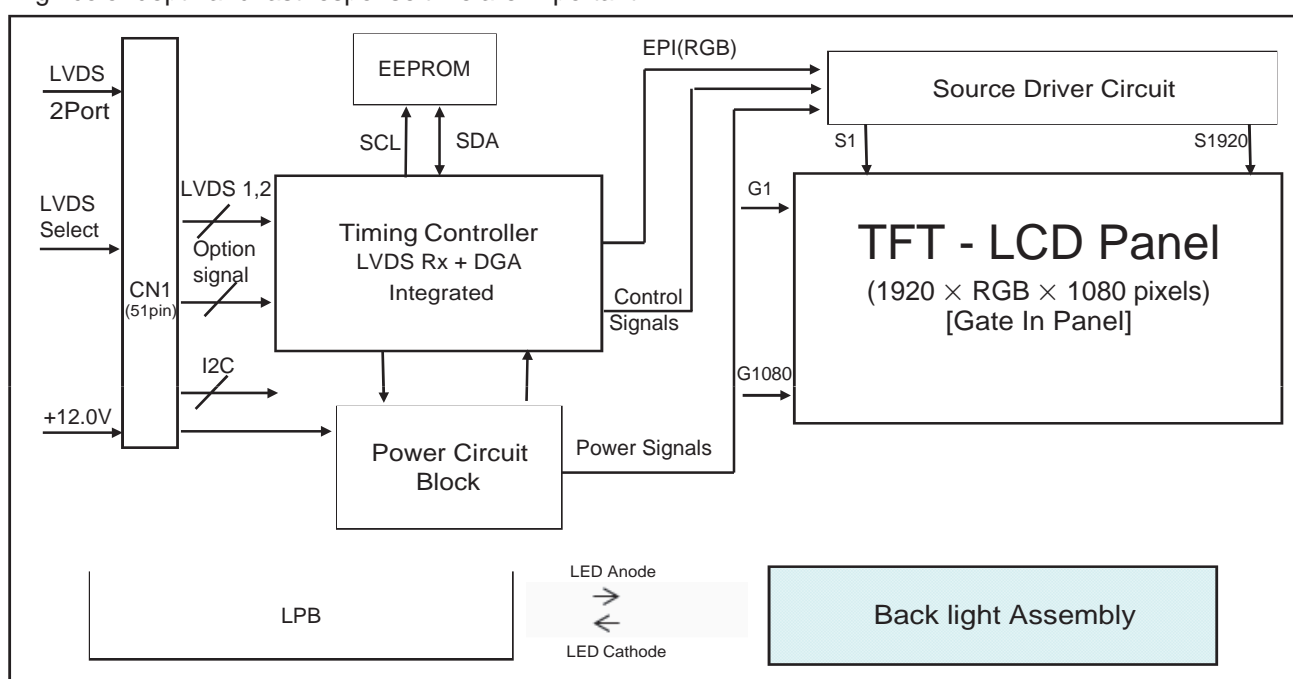 EPI(RGB)
EEPROM
LVDS
2Port
Source Driver Circuit
SCL
SDA
S1
S1920
LVDS 1,2
G1
LVDS
Select
Timing Controller
LVDS Rx + DGA
Integrated
TFT - LCD Panel
(1920 × RGB × 1080 pixels)
[Gate In Panel]
Option
signal
CN1
(51pin)
Control
Signals
I2C
G1080
+12.0V
Power Circuit
Block
Power Signals
LED Anode
LPB
Back light Assembly
LED Cathode